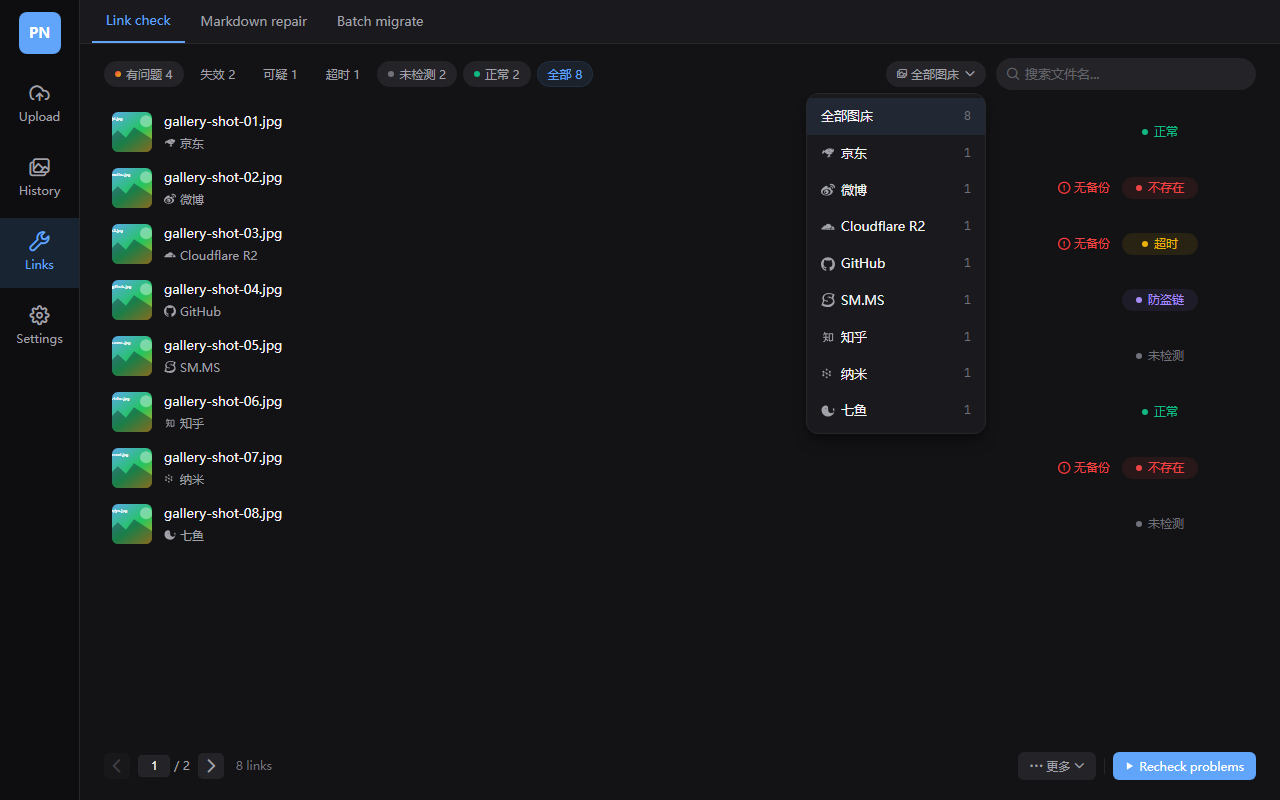 PN
Upload
History
Links
Settings
Link check
Markdown repair
Batch migrate
有问题 4
失效 2
可疑 1
超时 1
未检测 2
正常 2
全部 8
全部图床
搜索文件名...
gallery-shot-01.jpg
京东
正常
gallery-shot-02.jpg
微博
无备份
不存在
gallery-shot-03.jpg
Cloudflare R2
无备份
超时
gallery-shot-04.jpg
GitHub
防盗链
gallery-shot-05.jpg
SM.MS
未检测
gallery-shot-06.jpg
知 知乎
正常
gallery-shot-07.jpg
纳米
无备份
不存在
gallery-shot-08.jpg
七鱼
未检测
全部图床 8
京东 1
微博 1
Cloudflare R2 1
GitHub 1
SM.MS 1
知 知乎 1
纳米 1
七鱼 1
1 / 2
8 links
更多
Recheck problems